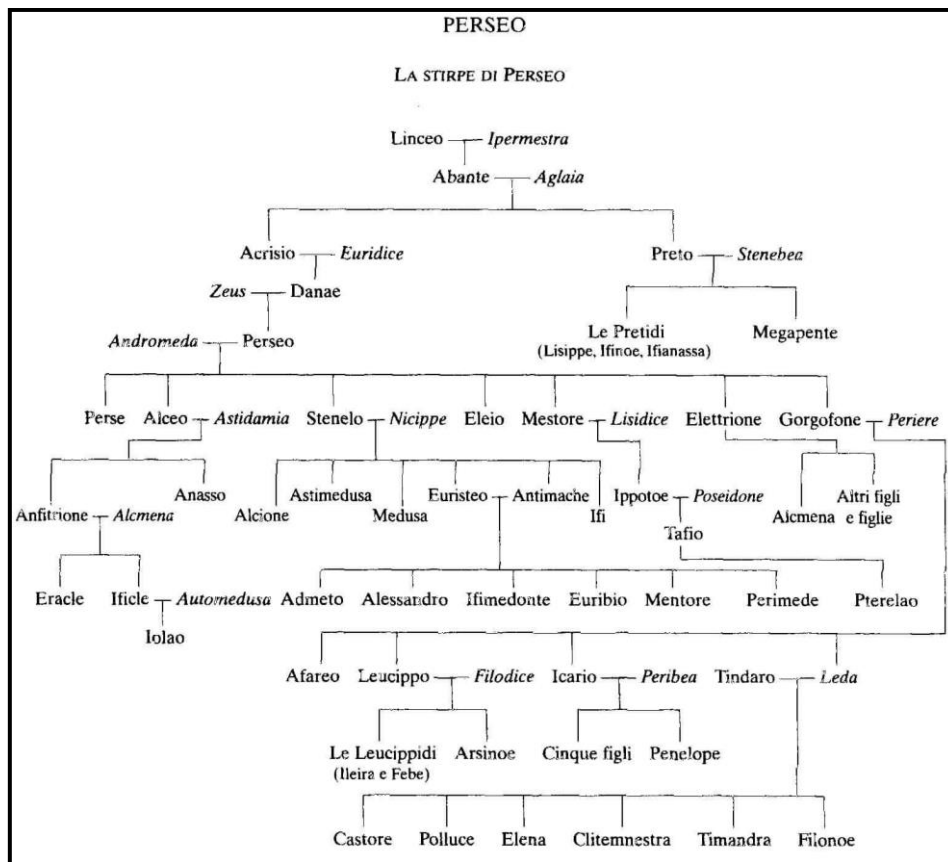 PERSEO
LA STIRPE DI PERSEO
Linceo Ipermestra
Abante Aglaia
Acrisio Euridice Preto Stenebea
Zeus Danae
Le Pretidi Megapente
(Lisippe, Ifinoe, Ifianassa)
Andromeda Perseo
Perse Alceo Astidamia Stenelo Nicippe Eleio Mestore Lisidice Elettrione Gorgofone Periere
Anasso Astimedusa Euristeo Antimache Ippotoe Poseidone Altri figli
Anfitrione Alcmena Alcione Medusa Ifi Alcmena e figlie
Tafio
Eracle Ificle Automedusa Admeto Alessandro Ifimedonte Euribio Mentore Perimede Pterelao
Iolao
Afareo Leucippo Filodice Icario Peribea Tindaro Leda
Le Leucippidi Arsinoe Cinque figli Penelope
(Ileira e Febe)
Castore Polluce Elena Clitemnestra Timandra Filonoe